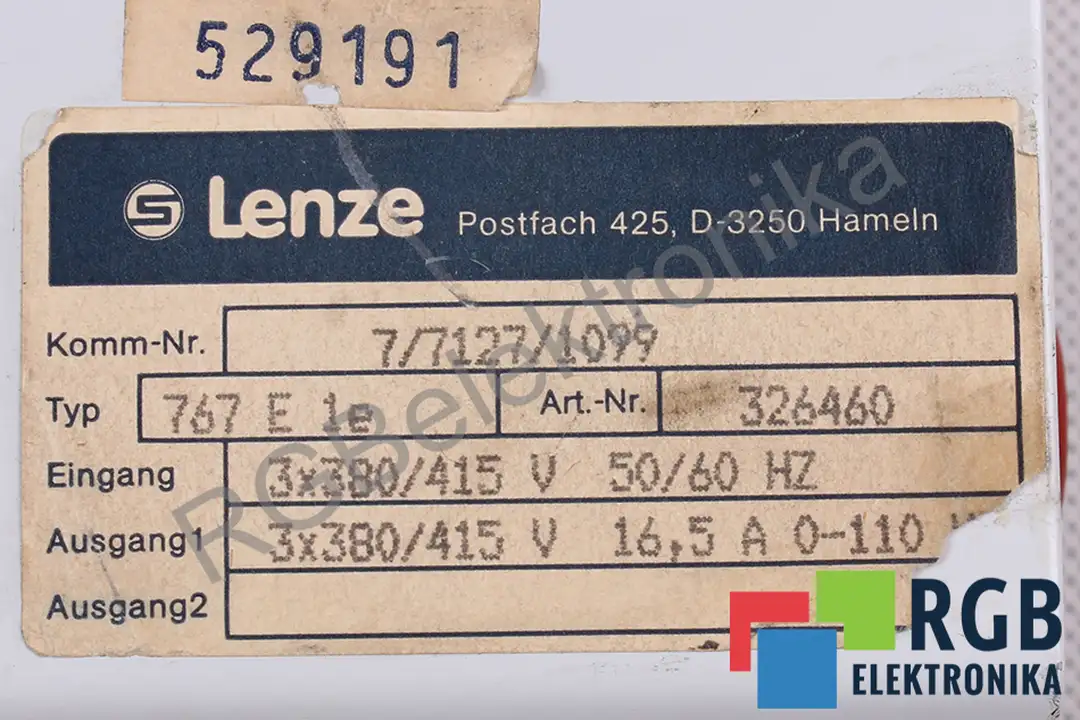 529191
Lenze Postfach 425, D-3250 Hameln
Komm-Nr. 7/7127/1099
Typ 767 E 1e Art.-Nr. 326460
Eingang 3x380/415 V 50/60 HZ
Ausgang1 3x380/415 V 16,5 A 0-110
Ausgang2
RGBelektronika
RGB
ELEKTRONIKA